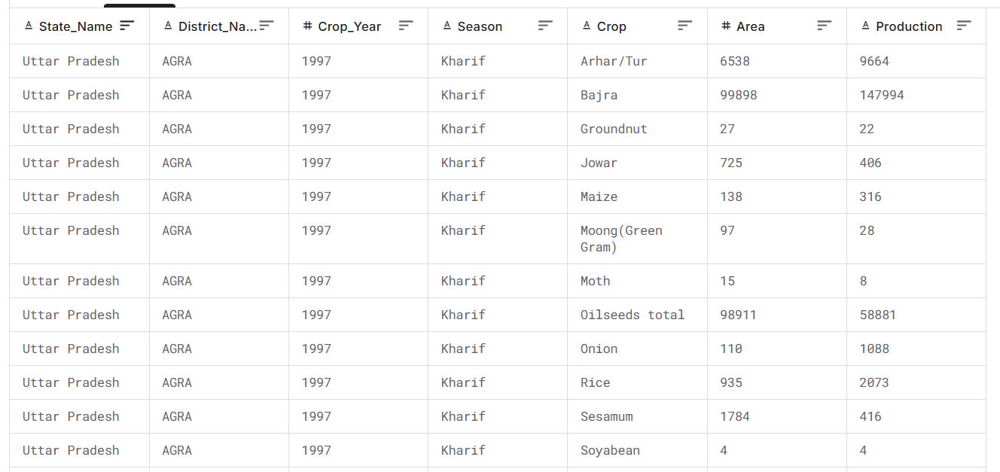 State_Name District_Na... # Crop_Year Season Crop # Area Production
Uttar Pradesh AGRA 1997 Kharif Arhar/Tur 6538 9664
Uttar Pradesh AGRA 1997 Kharif Bajra 99898 147994
Uttar Pradesh AGRA 1997 Kharif Groundnut 27 22
Uttar Pradesh AGRA 1997 Kharif Jowar 725 406
Uttar Pradesh AGRA 1997 Kharif Maize 138 316
Uttar Pradesh AGRA 1997 Kharif Moong(Green 97 28
Gram)
Uttar Pradesh AGRA 1997 Kharif Moth 15 8
Uttar Pradesh AGRA 1997 Kharif Oilseeds total 98911 58881
Uttar Pradesh AGRA 1997 Kharif Onion 110 1088
Uttar Pradesh AGRA 1997 Kharif Rice 935 2073
Uttar Pradesh AGRA 1997 Kharif Sesamum 1784 416
Uttar Pradesh AGRA 1997 Kharif Soyabean 4 4